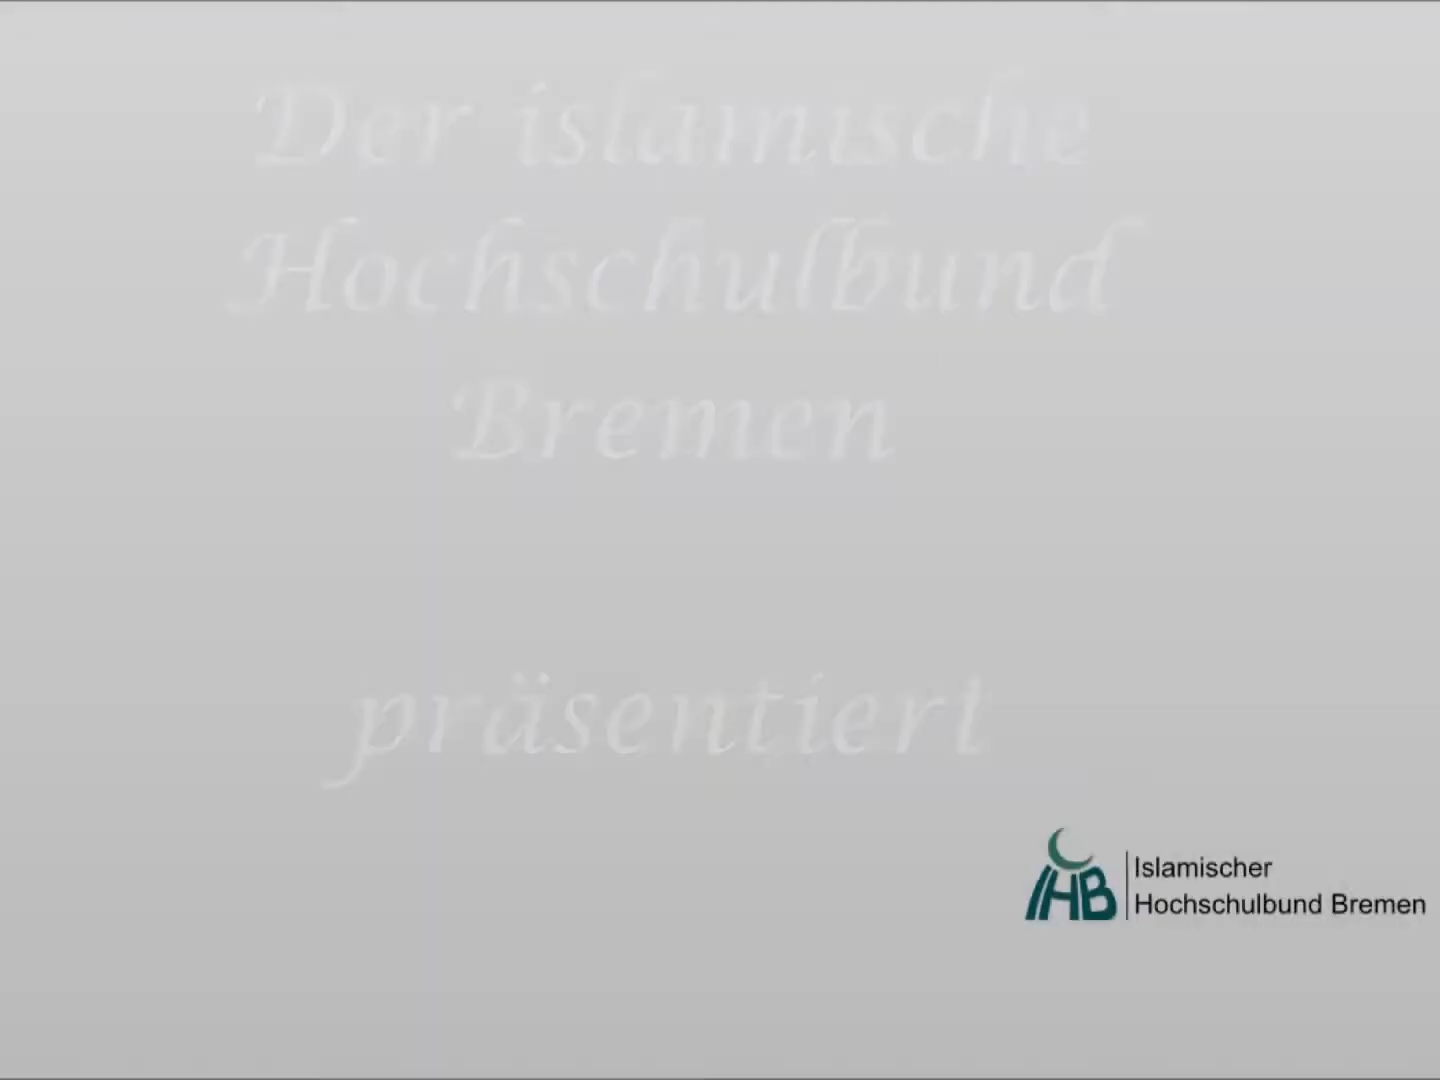 Der islamische
Hochschulbund
Bremen
präsentiert
IHB
Islamischer
Hochschulbund Bremen